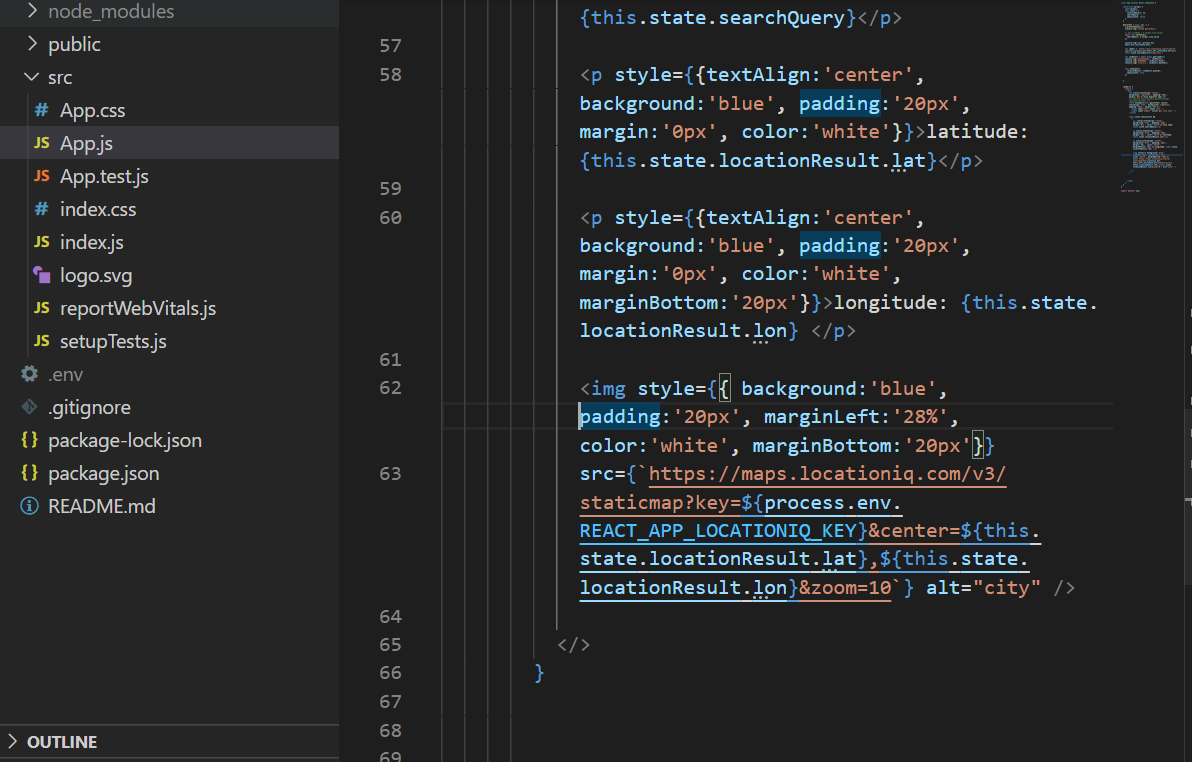 node_modules
public
src
# App.css
JS App.js
JS App.test.js
# index.css
JS index.js
logo.svg
JS reportWebVitals.js
JS setupTests.js
.env
.gitignore
{} package-lock.json
{} package.json
README.md
OUTLINE
{this.state.searchQuery}</p>
57
58 <p style={{textAlign:'center',
background:'blue', padding:'20px',
margin:'0px', color:'white'}}>latitude:
{this.state.locationResult.lat}</p>
59
60 <p style={{textAlign:'center',
background:'blue', padding:'20px',
margin:'0px', color:'white',
marginBottom:'20px'}}>longitude: {this.state.
locationResult.lon} </p>
61
62 <img style={{ background:'blue',
padding:'20px', marginLeft:'28%',
color:'white', marginBottom:'20px'}}
63 src={`https://maps.locationiq.com/v3/
staticmap?key=${process.env.
REACT_APP_LOCATIONIQ_KEY}&center=${this.
state.locationResult.lat},${this.state.
locationResult.lon}&zoom=10`} alt="city" />
64
65 </>
66 }
67
68
69